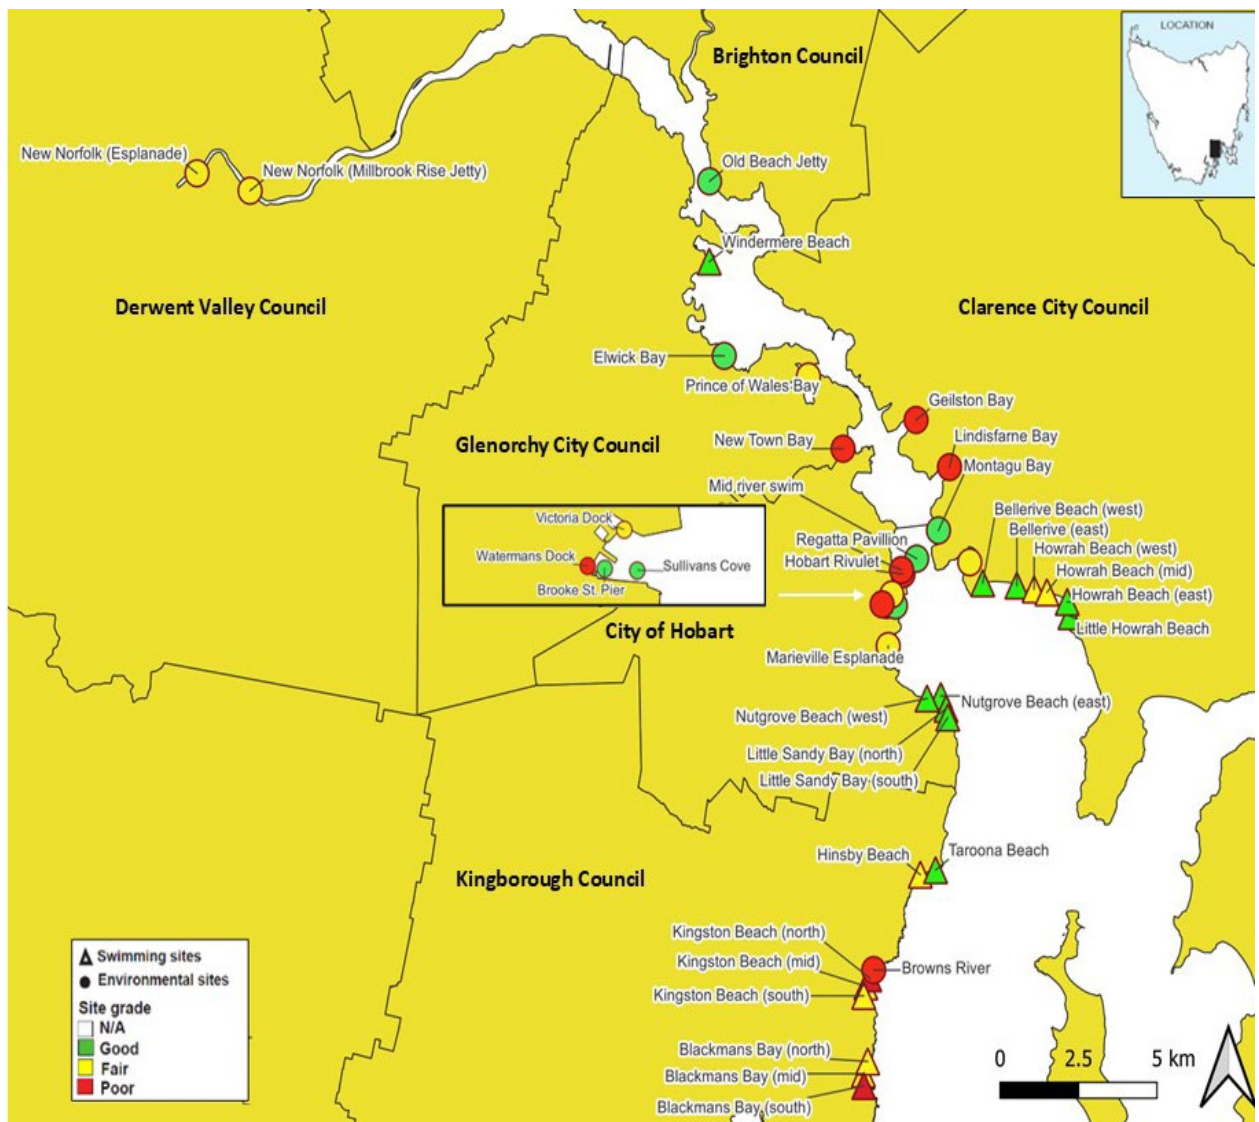 LOCATION
Brighton Council
New Norfolk (Esplanade)
New Norfolk (Millbrook Rise Jetty)
Old Beach Jetty
Windermere Beach
Derwent Valley Council
Clarence City Council
Elwick Bay
Prince of Wales Bay
Geilston Bay
Glenorchy City Council
New Town Bay
Lindisfarne Bay
Montagu Bay
Mid river swim
Bellerive Beach (west)
Bellerive (east)
Regatta Pavillion
Howrah Beach (west)
Hobart Rivulet
Howrah Beach (mid)
Howrah Beach (east)
Little Howrah Beach
Victoria Dock
Watermans Dock
Sullivans Cove
Brooke St. Pier
City of Hobart
Marieville Esplanade
Nutgrove Beach (east)
Nutgrove Beach (west)
Little Sandy Bay (north)
Little Sandy Bay (south)
Hinsby Beach
Taroona Beach
Kingborough Council
Kingston Beach (north)
Kingston Beach (mid)
Browns River
Kingston Beach (south)
Blackmans Bay (north)
Blackmans Bay (mid)
Blackmans Bay (south)
Swimming sites
Environmental sites
Site grade
N/A
Good
Fair
Poor
0 2.5 5 km